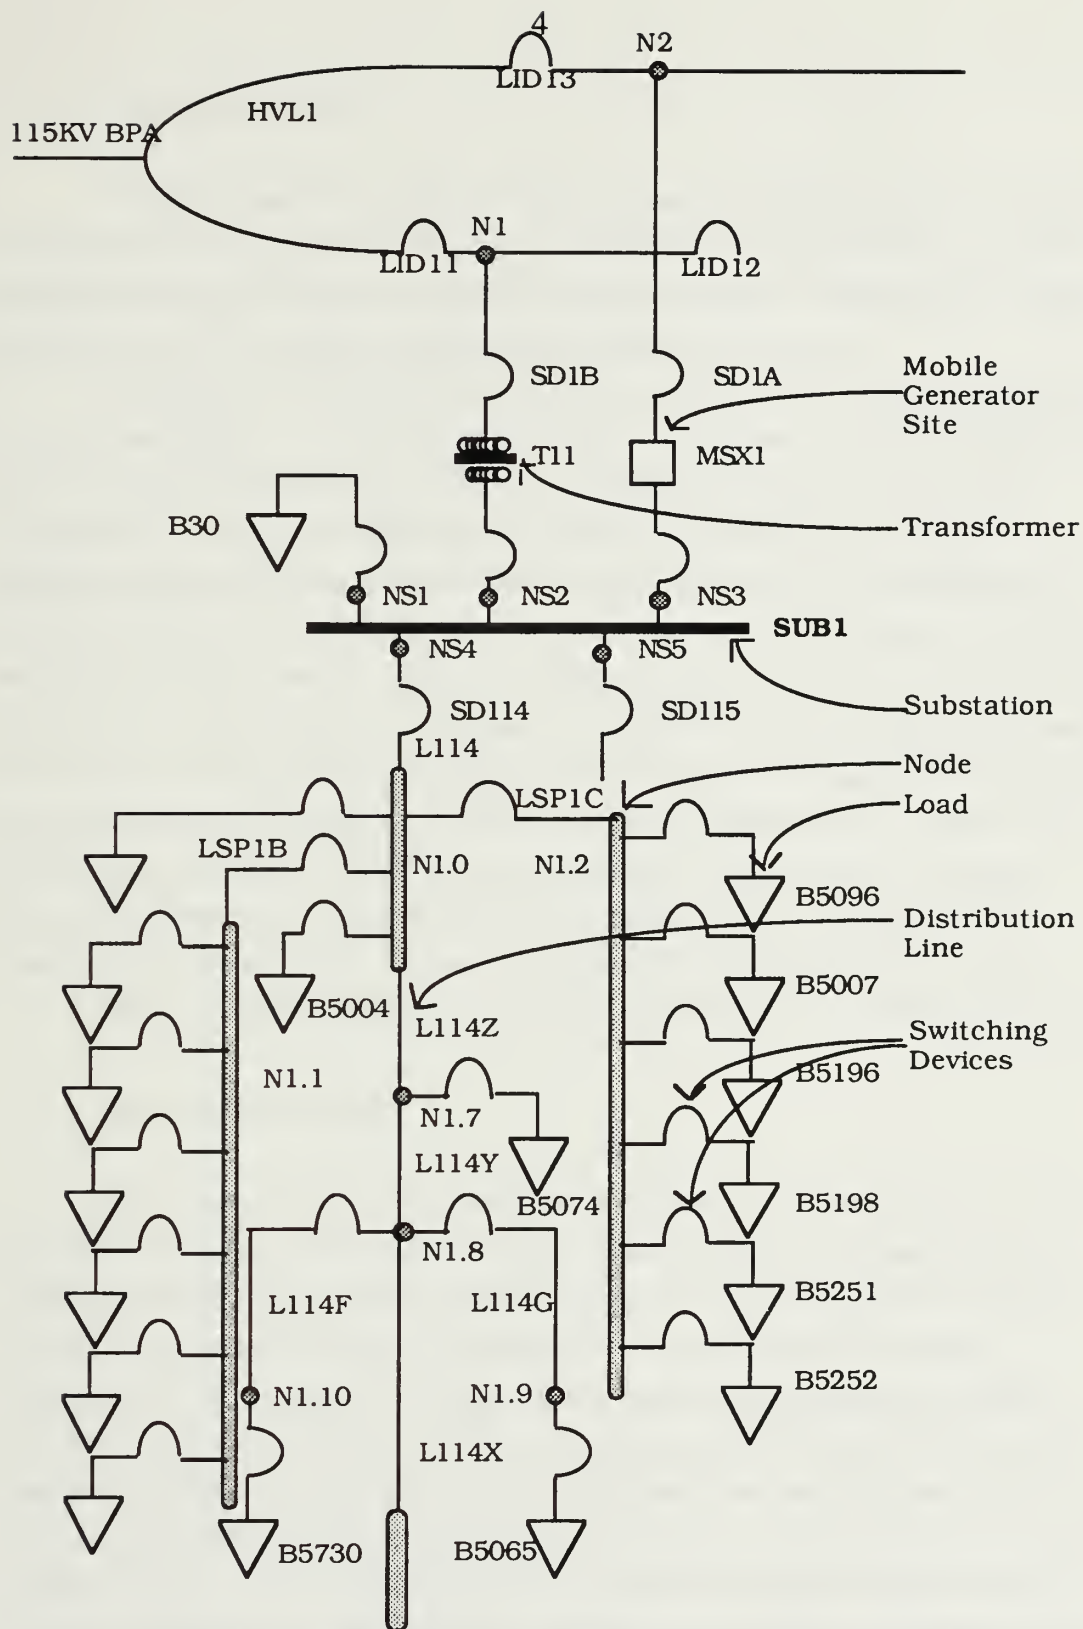 4
N2
LID13
HVL1
115KV BPA
N1
LID11
LID12
SD1B
SD1A
Mobile
Generator
Site
T11
MSX1
B30
Transformer
NS1
NS2
NS3
SUB1
NS4
NS5
SD114
SD115
Substation
L114
Node
LSP1C
Load
LSP1B
N1.0
N1.2
B5096
Distribution
Line
B5004
B5007
L114Z
Switching
Devices
N1.1
B5196
N1.7
L114Y
B5074
B5198
N1.8
L114F
L114G
B5251
N1.10
N1.9
B5252
L114X
B5730
B5065